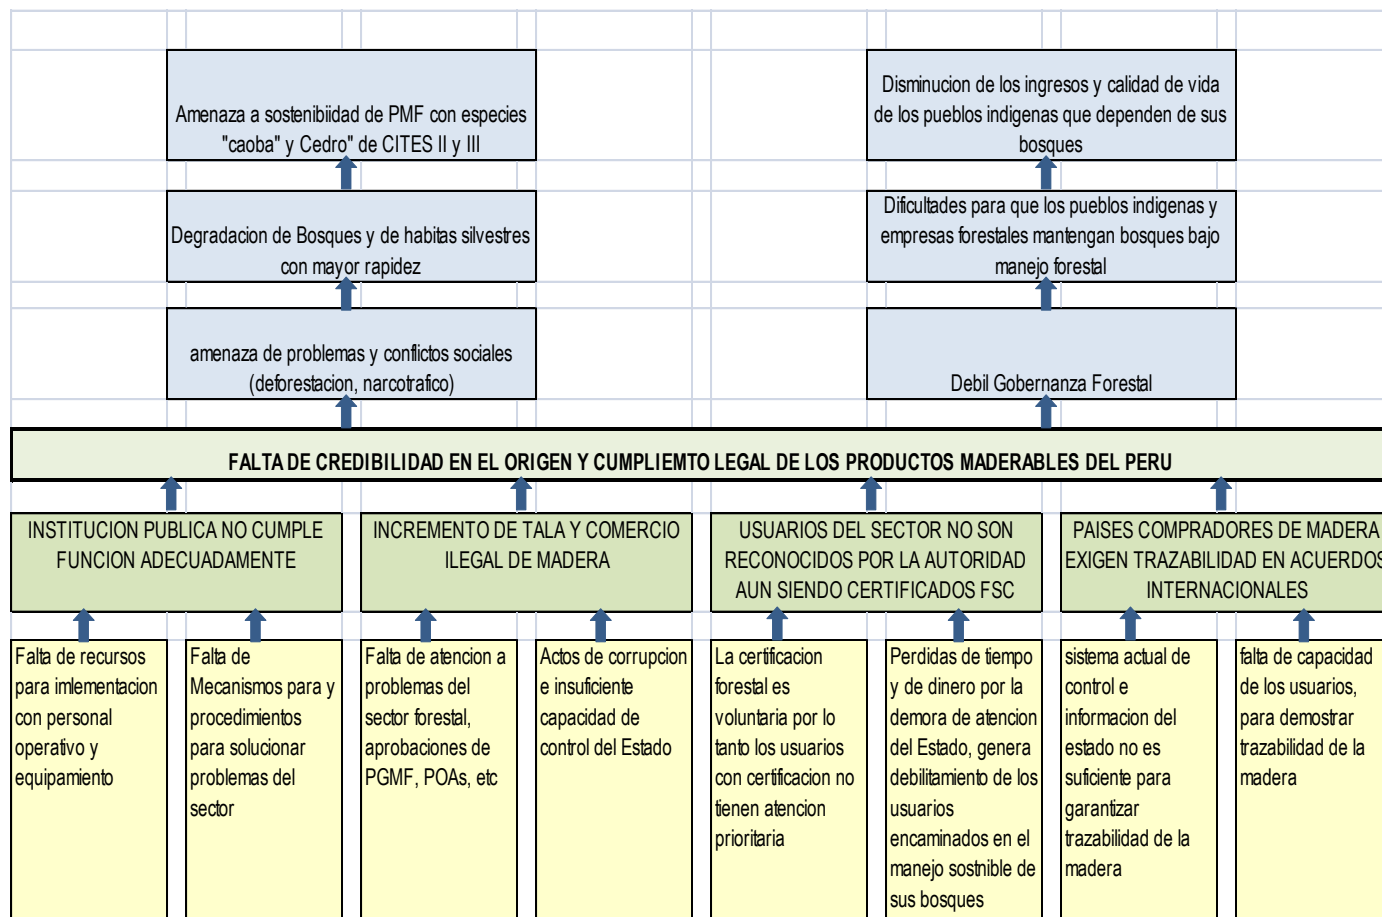 Amenaza a sostenibiidad de PMF con especies
"caoba" y Cedro" de CITES II y III
Disminucion de los ingresos y calidad de vida
de los pueblos indigenas que dependen de sus
bosques
Degradacion de Bosques y de habitas silvestres
con mayor rapidez
Dificultades para que los pueblos indigenas y
empresas forestales mantengan bosques bajo
manejo forestal
amenaza de problemas y conflictos sociales
(deforestacion, narcotrafico)
Debil Gobernanza Forestal
FALTA DE CREDIBILIDAD EN EL ORIGEN Y CUMPLIEMTO LEGAL DE LOS PRODUCTOS MADERABLES DEL PERU
INSTITUCION PUBLICA NO CUMPLE
FUNCION ADECUADAMENTE
INCREMENTO DE TALA Y COMERCIO
ILEGAL DE MADERA
USUARIOS DEL SECTOR NO SON
RECONOCIDOS POR LA AUTORIDAD
AUN SIENDO CERTIFICADOS FSC
PAISES COMPRADORES DE MADERA
EXIGEN TRAZABILIDAD EN ACUERDOS
INTERNACIONALES
Falta de recursos
para imlementacion
con personal
operativo y
equipamiento
Falta de
Mecanismos para y
procedimientos
para solucionar
problemas del
sector
Falta de atencion a
problemas del
sector forestal,
aprobaciones de
PGMF, POAs, etc
Actos de corrupcion
e insuficiente
capacidad de
control del Estado
La certificacion
forestal es
voluntaria por lo
tanto los usuarios
con certificacion no
tienen atencion
prioritaria
Perdidas de tiempo
y de dinero por la
demora de atencion
del Estado, genera
debilitamiento de los
usuarios
encaminados en el
manejo sostnible de
sus bosques
sistema actual de
control e
informacion del
estado no es
suficiente para
garantizar
trazabilidad de la
madera
falta de capacidad
de los usuarios,
para demostrar
trazabilidad de la
madera